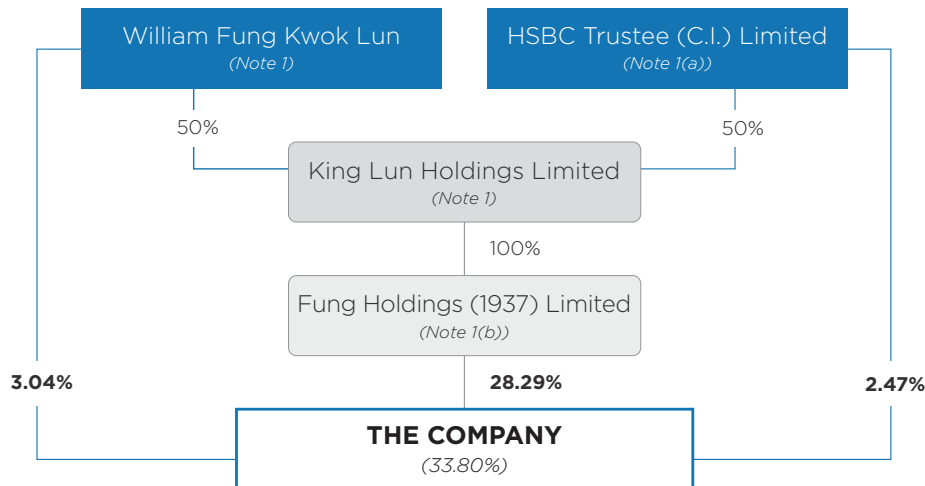 William Fung Kwok Lun
(Note 1)
HSBC Trustee (C.I.) Limited
(Note 1(a))
50%
50%
King Lun Holdings Limited
(Note 1)
100%
Fung Holdings (1937) Limited
(Note 1(b))
3.04%
28.29%
2.47%
THE COMPANY
(33.80%)